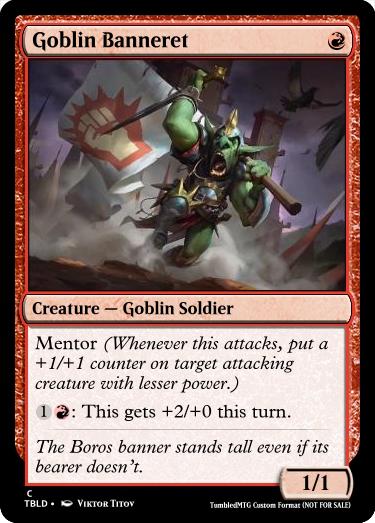 Goblin Banneret
Creature — Goblin Soldier
Mentor (Whenever this attacks, put a
+1/+1 counter on target attacking
creature with lesser power.)
1 R: This gets +2/+0 this turn.
The Boros banner stands tall even if its
bearer doesn't.
1/1
C
TBLD • Viktor Titov
TumbledMTG Custom Format (NOT FOR SALE)